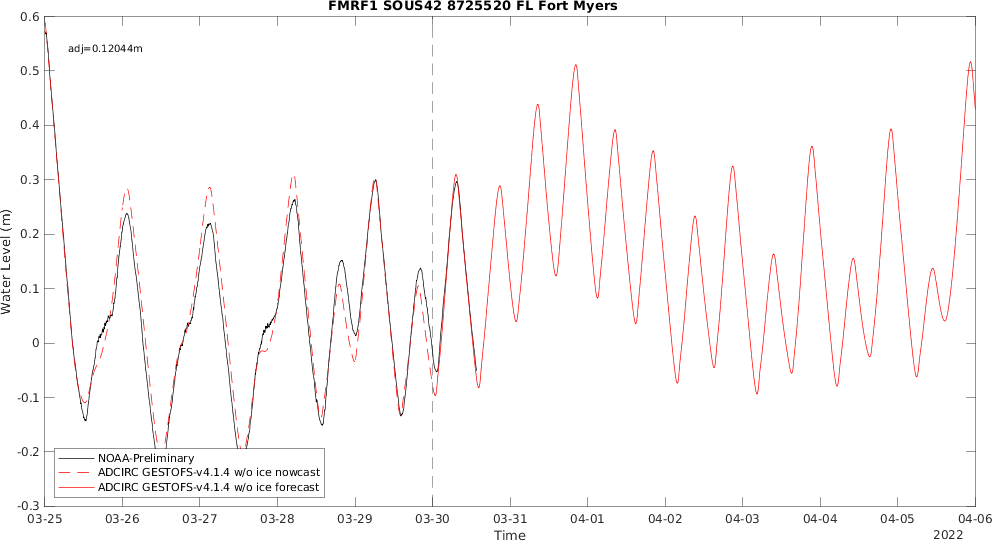 FMRF1 SOUS42 8725520 FL Fort Myers
adj=0.12044m
Water Level (m)
0.6
0.5
0.4
0.3
0.2
0.1
0
-0.1
-0.2
-0.3
NOAA-Preliminary
ADCIRC GESTOFS-v4.1.4 w/o ice nowcast
ADCIRC GESTOFS-v4.1.4 w/o ice forecast
03-25 03-26 03-27 03-28 03-29 03-30 03-31 04-01 04-02 04-03 04-04 04-05 04-06
Time
2022